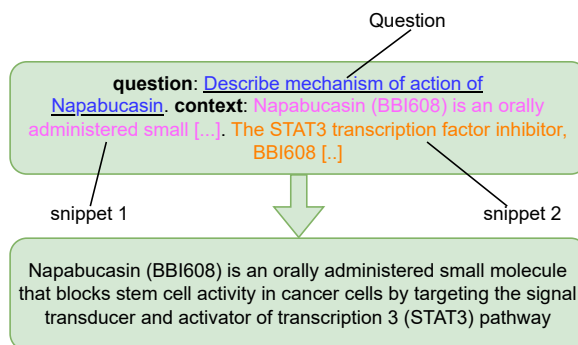 Question
question: Describe mechanism of action of
Napabucasin. context: Napabucasin (BBI608) is an orally
administered small [...]. The STAT3 transcription factor inhibitor,
BBI608 [..]
snippet 1
snippet 2
Napabucasin (BBI608) is an orally administered small molecule
that blocks stem cell activity in cancer cells by targeting the signal
transducer and activator of transcription 3 (STAT3) pathway